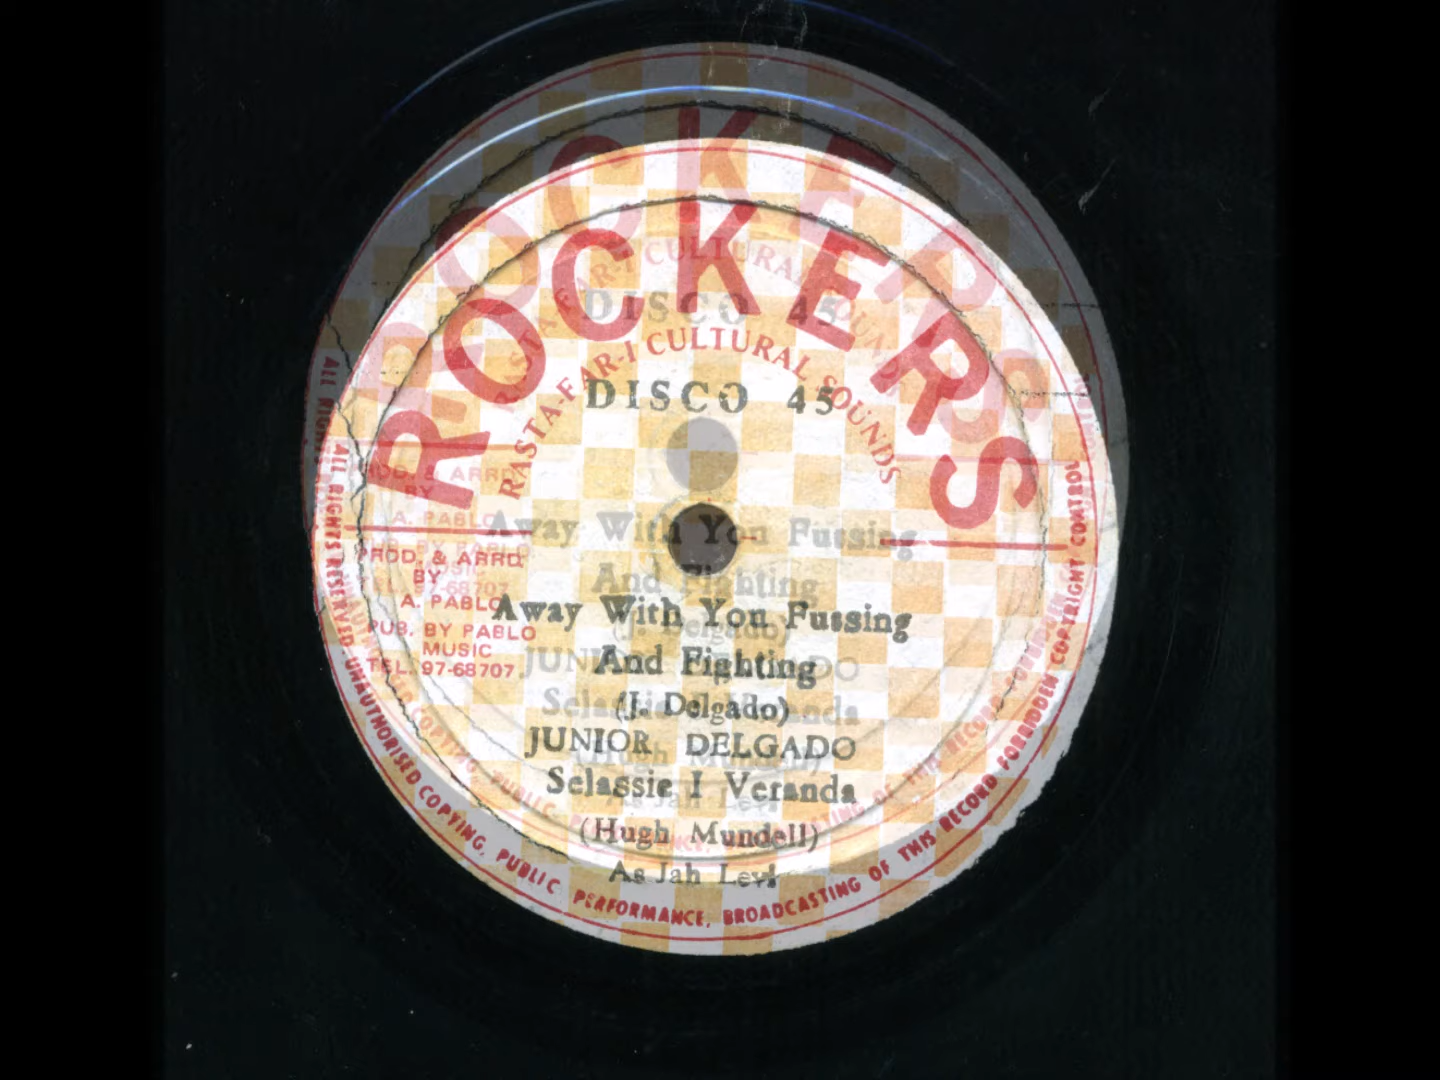 ROCKERS
RASTA-FAR-I CULTURAL SOUNDS
DISCO 45
PROD. & ARRD.
BY
A. PABLO
PUB. BY PABLO
MUSIC
TEL. 97-68707
Away With You Fussing
And Fighting
(J. Delgado)
JUNIOR DELGADO
Selassie I Veranda
(Hugh Mundell)
As Jah Levi
ALL RIGHTS RESERVED UNAUTHORISED COPYING, PUBLIC PERFORMANCE, BROADCASTING OF THIS RECORD FORBIDDEN COPYRIGHT CONTROL